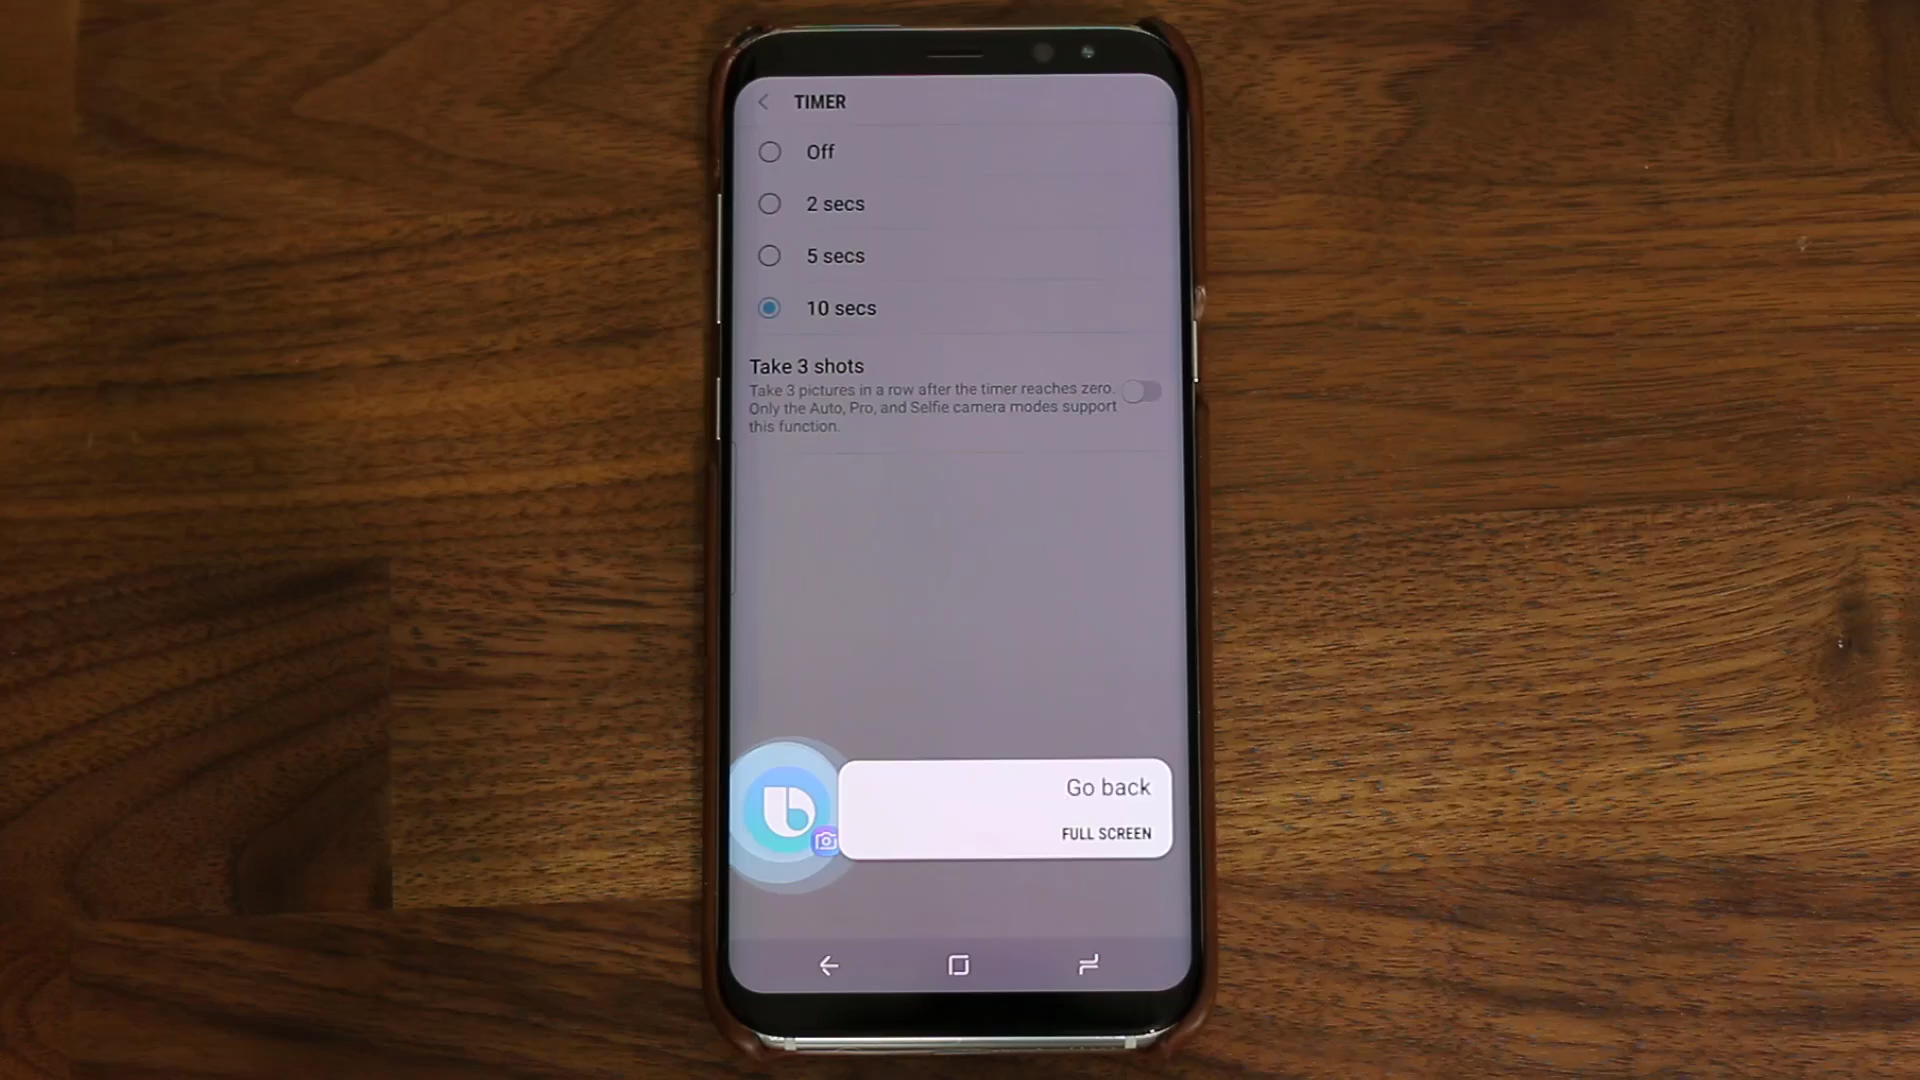 TIMER
Off
2 secs
5 secs
10 secs
Take 3 shots
Take 3 pictures in a row after the timer reaches zero.
Only the Auto, Pro, and Selfie camera modes support
this function.
Go back
FULL SCREEN